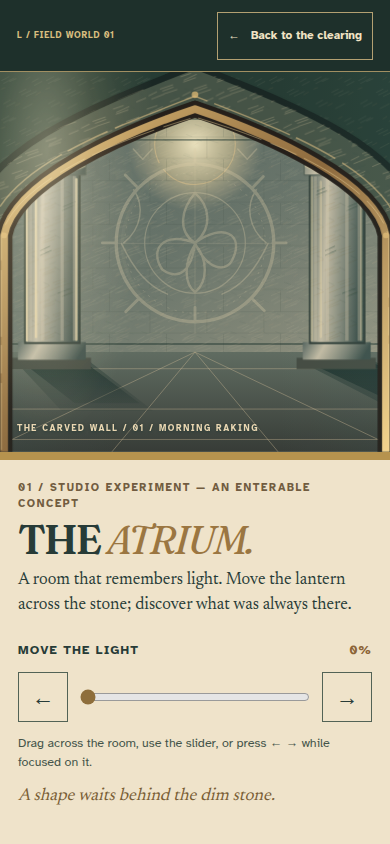 L / FIELD WORLD 01
← Back to the clearing
THE CARVED WALL / 01 / MORNING RAKING
01 / STUDIO EXPERIMENT — AN ENTERABLE
CONCEPT
THE ATRIUM.
A room that remembers light. Move the lantern
across the stone; discover what was always there.
MOVE THE LIGHT 0%
← →
Drag across the room, use the slider, or press ← → while
focused on it.
A shape waits behind the dim stone.